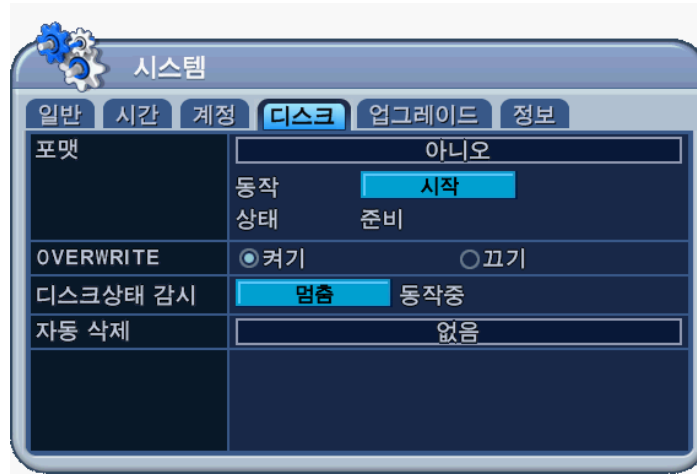 시스템
일반 시간 계정 디스크 업그레이드 정보
포맷 아니오
동작 시작
상태 준비
OVERWRITE 켜기 끄기
디스크상태 감시 멈춤 동작중
자동 삭제 없음